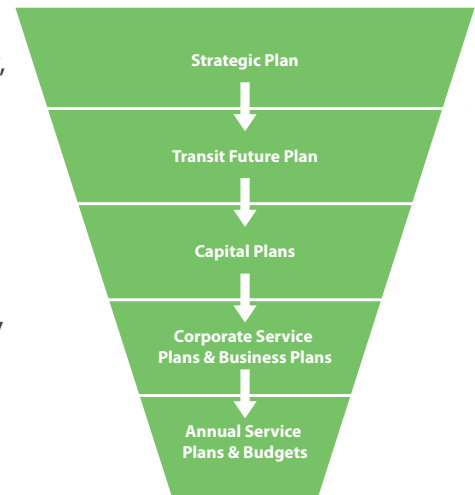 Strategic Plan
Transit Future Plan
Capital Plans
Corporate Service
Plans & Business Plans
Annual Service
Plans & Budgets